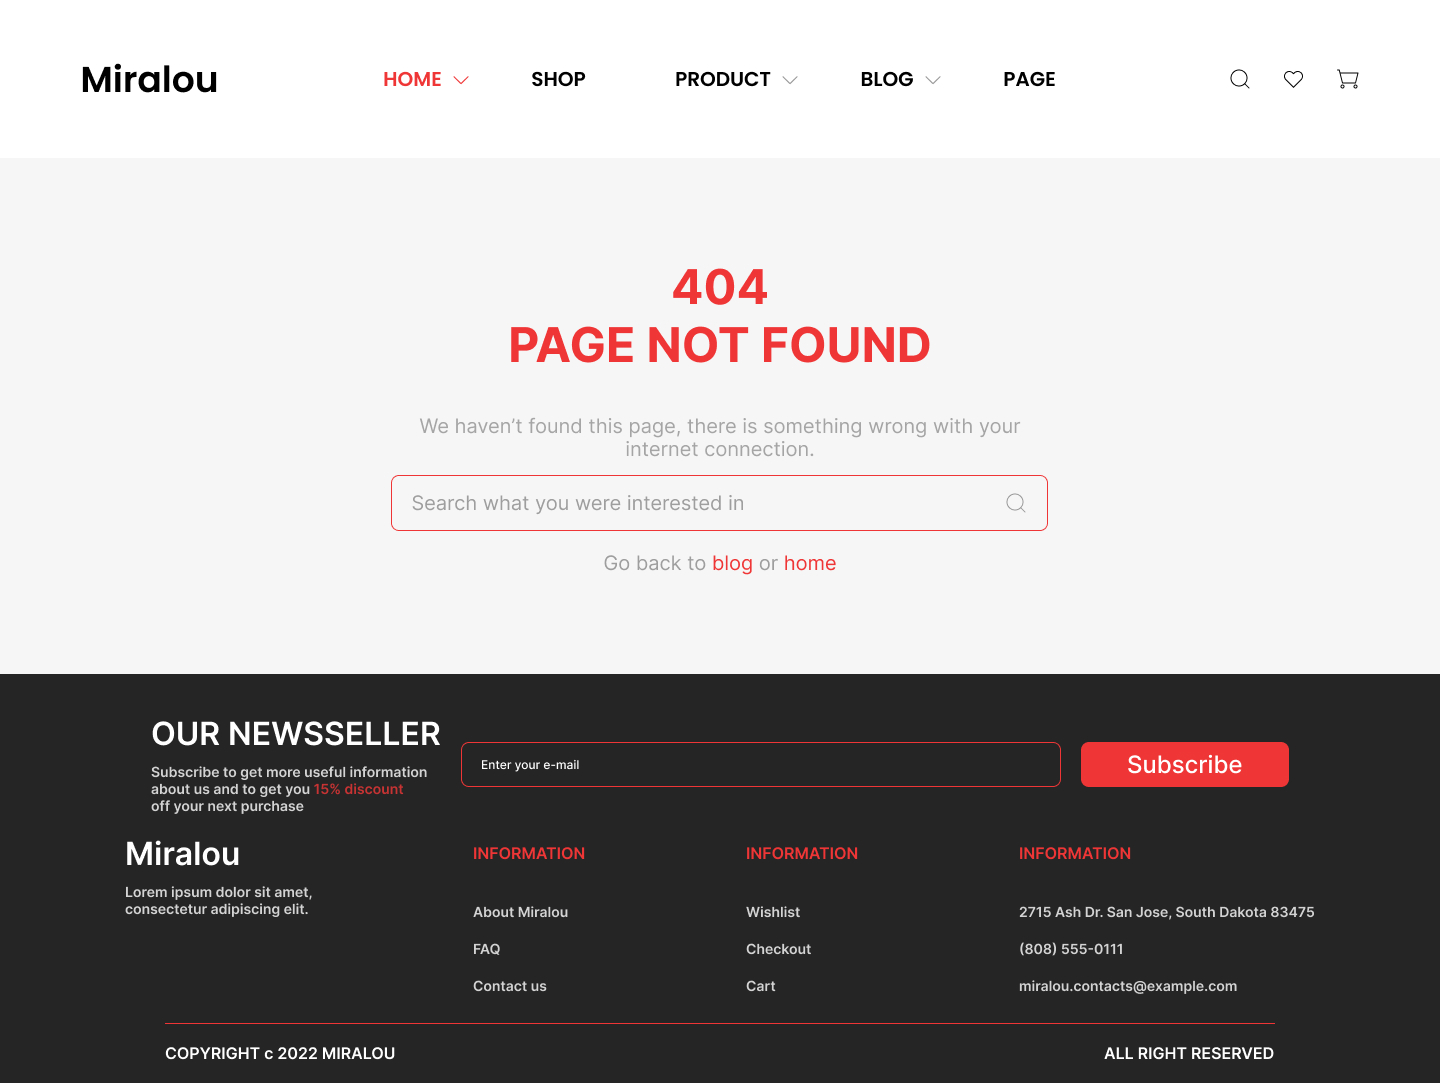 Miralou
HOME
SHOP
PRODUCT
BLOG
PAGE
404
PAGE NOT FOUND
We haven’t found this page, there is something wrong with your
internet connection.
Search what you were interested in
Go back to blog or home
OUR NEWSSELLER
Subscribe to get more useful information
about us and to get you 15% discount
off your next purchase
Enter your e-mail
Subscribe
Miralou
Lorem ipsum dolor sit amet,
consectetur adipiscing elit.
INFORMATION
About Miralou
FAQ
Contact us
INFORMATION
Wishlist
Checkout
Cart
INFORMATION
2715 Ash Dr. San Jose, South Dakota 83475
(808) 555-0111
miralou.contacts@example.com
COPYRIGHT c 2022 MIRALOU
ALL RIGHT RESERVED